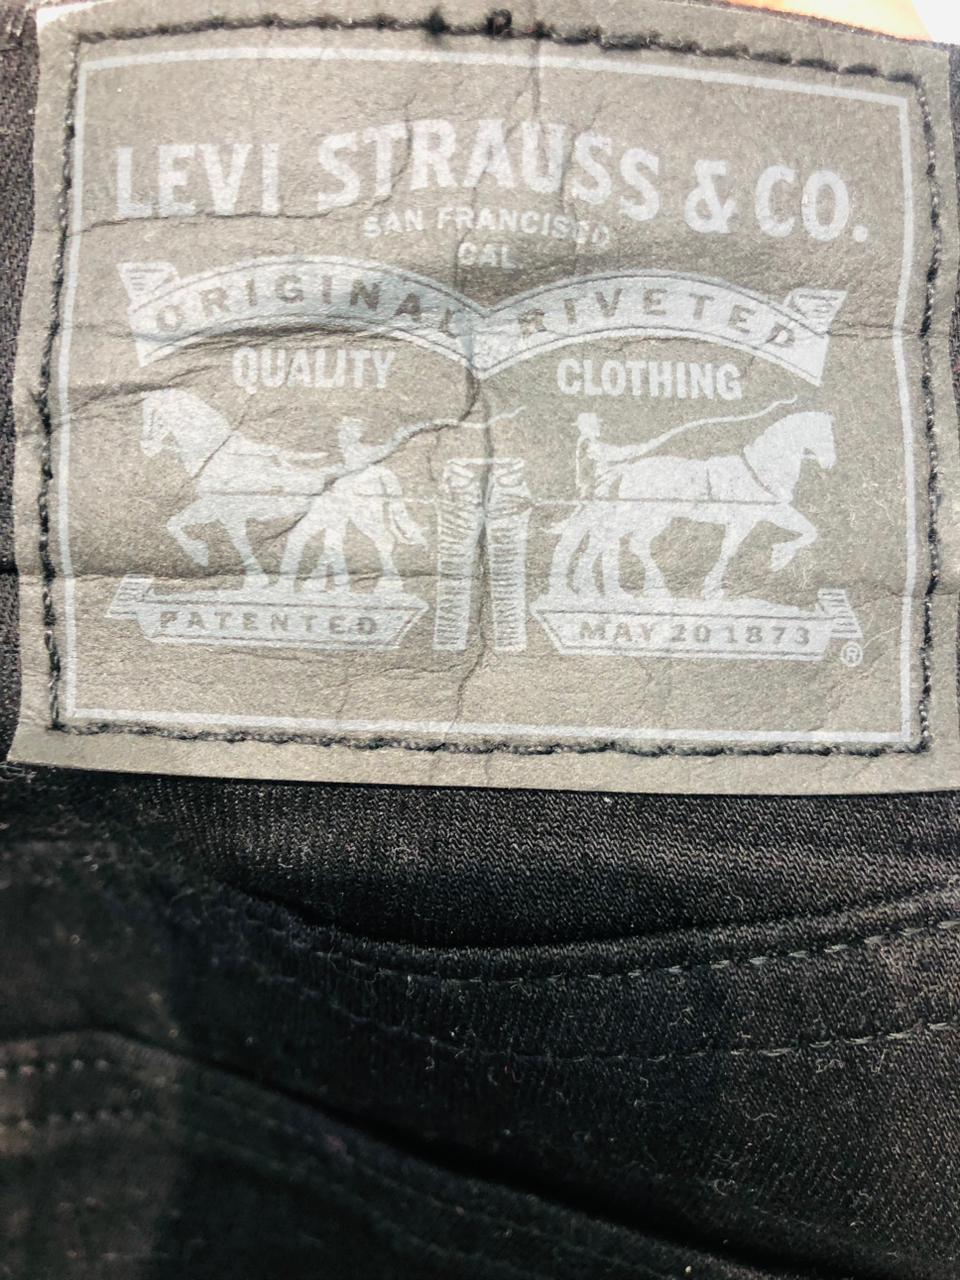 LEVI STRAUSS & CO.
SAN FRANCISCO
CAL
ORIGINAL RIVETED
QUALITY CLOTHING
PATENTED MAY 20 1873 ®